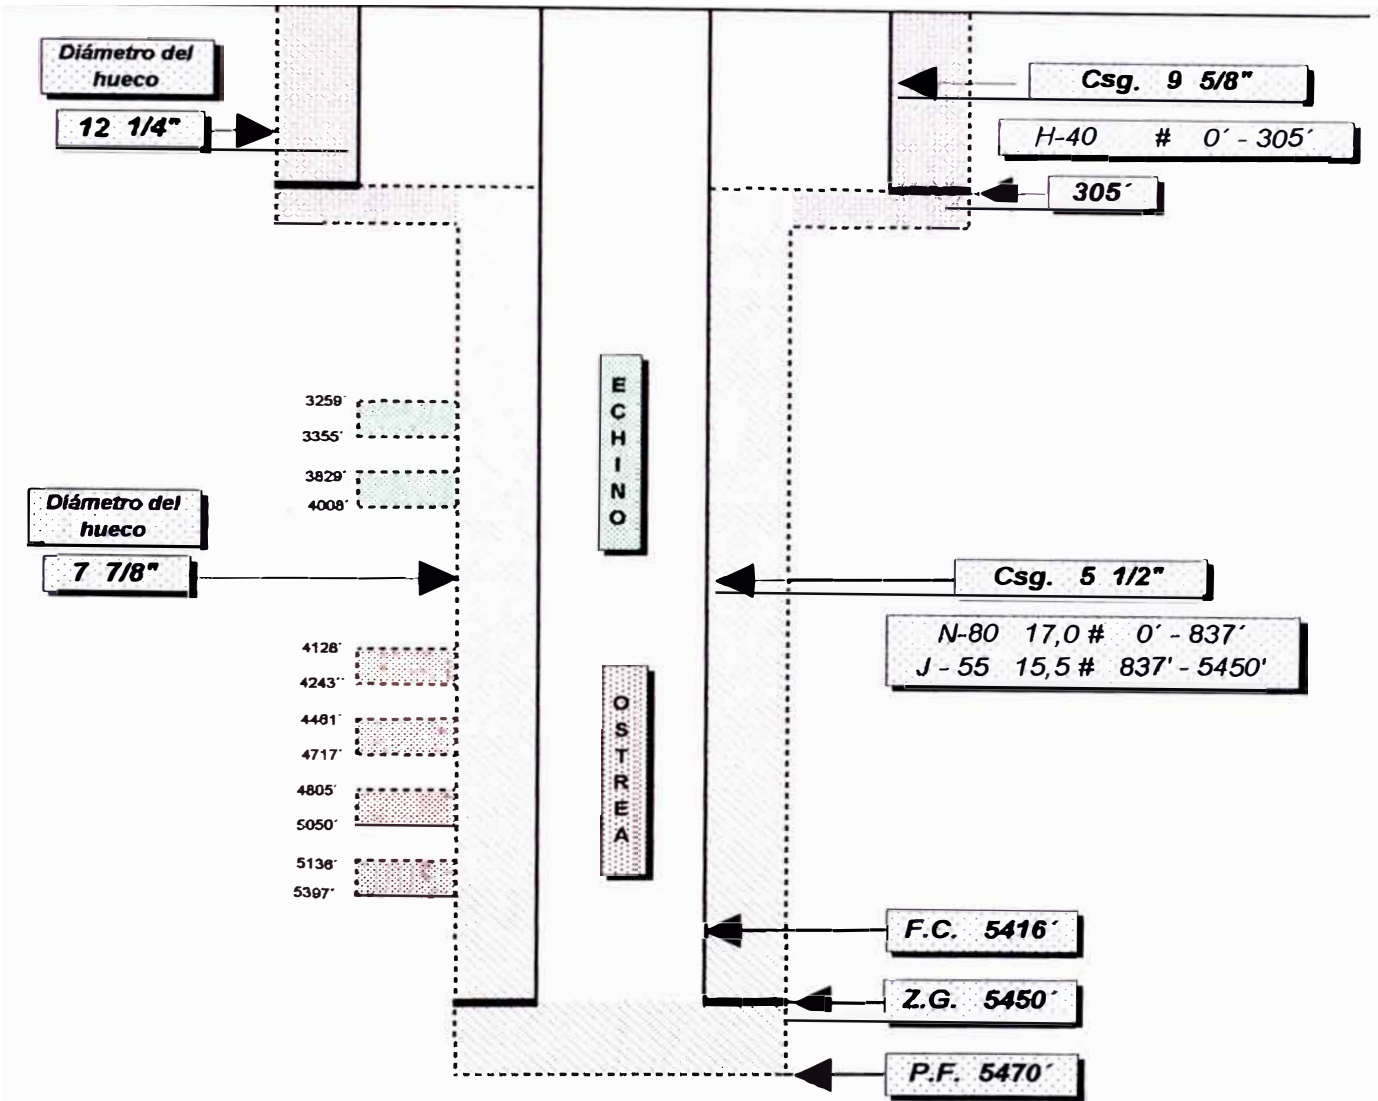 Diámetro del
hueco
12 1/4"
Csg. 9 5/8"
H-40 # 0´ - 305´
305´
ECHINO
3259´
3355´
3829´
4008´
Diámetro del
hueco
7 7/8"
Csg. 5 1/2"
N-80 17,0 # 0´ - 837´
J - 55 15,5 # 837' - 5450'
4128´
4243´
4461´
4717´
4805´
5050´
5136´
5397´
OSTREA
F.C. 5416´
Z.G. 5450´
P.F. 5470´